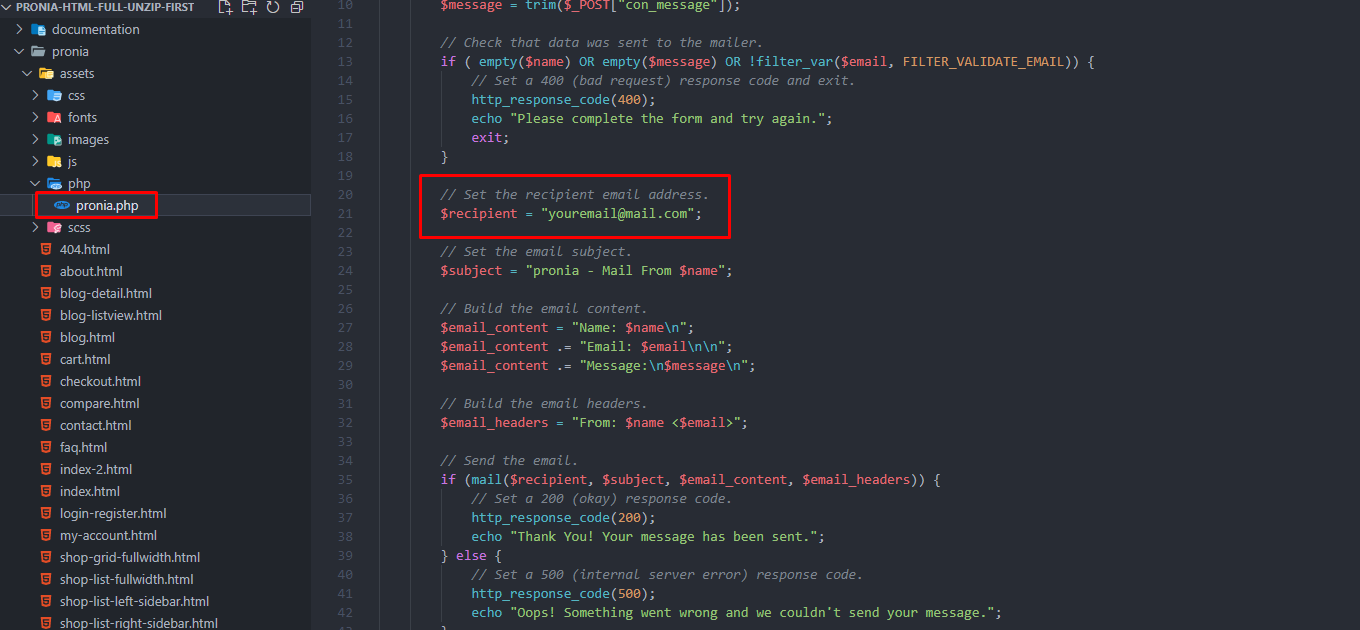 PRONIA-HTML-FULL-UNZIP-FIRST
documentation
pronia
assets
css
fonts
images
js
php
pronia.php
scss
404.html
about.html
blog-detail.html
blog-listview.html
blog.html
cart.html
checkout.html
compare.html
contact.html
faq.html
index-2.html
index.html
login-register.html
my-account.html
shop-grid-fullwidth.html
shop-list-fullwidth.html
shop-list-left-sidebar.html
shop-list-right-sidebar.html
10 $message = trim($_POST["con_message"]);
11
12 // Check that data was sent to the mailer.
13 if ( empty($name) OR empty($message) OR !filter_var($email, FILTER_VALIDATE_EMAIL)) {
14 // Set a 400 (bad request) response code and exit.
15 http_response_code(400);
16 echo "Please complete the form and try again.";
17 exit;
18 }
19
20 // Set the recipient email address.
21 $recipient = "youremail@mail.com";
22
23 // Set the email subject.
24 $subject = "pronia - Mail From $name";
25
26 // Build the email content.
27 $email_content = "Name: $name\n";
28 $email_content .= "Email: $email\n\n";
29 $email_content .= "Message:\n$message\n";
30
31 // Build the email headers.
32 $email_headers = "From: $name <$email>";
33
34 // Send the email.
35 if (mail($recipient, $subject, $email_content, $email_headers)) {
36 // Set a 200 (okay) response code.
37 http_response_code(200);
38 echo "Thank You! Your message has been sent.";
39 } else {
40 // Set a 500 (internal server error) response code.
41 http_response_code(500);
42 echo "Oops! Something went wrong and we couldn't send your message.";